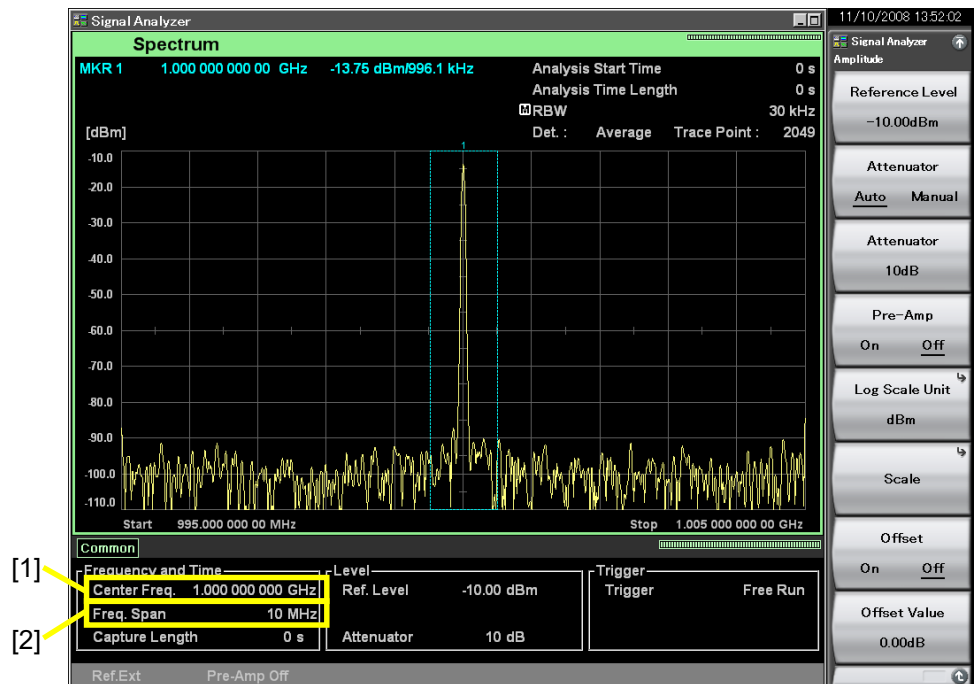 Signal Analyzer
11/10/2008 13:52:02
Spectrum
MKR 1 1.000 000 000 00 GHz -13.75 dBm/996.1 kHz
Analysis Start Time 0 s
Analysis Time Length 0 s
M RBW 30 kHz
[dBm] Det. : Average Trace Point : 2049
1
-10.0
-20.0
-30.0
-40.0
-50.0
-60.0
-70.0
-80.0
-90.0
-100.0
-110.0
Start 995.000 000 00 MHz Stop 1.005 000 000 00 GHz
Common
Frequency and Time
[1] Center Freq. 1.000 000 000 GHz
[2] Freq. Span 10 MHz
Capture Length 0 s
Level
Ref. Level -10.00 dBm
Attenuator 10 dB
Trigger
Trigger Free Run
Ref.Ext Pre-Amp Off
Signal Analyzer
Amplitude
Reference Level
-10.00dBm
Attenuator
Auto Manual
Attenuator
10dB
Pre-Amp
On Off
Log Scale Unit
dBm
Scale
Offset
On Off
Offset Value
0.00dB